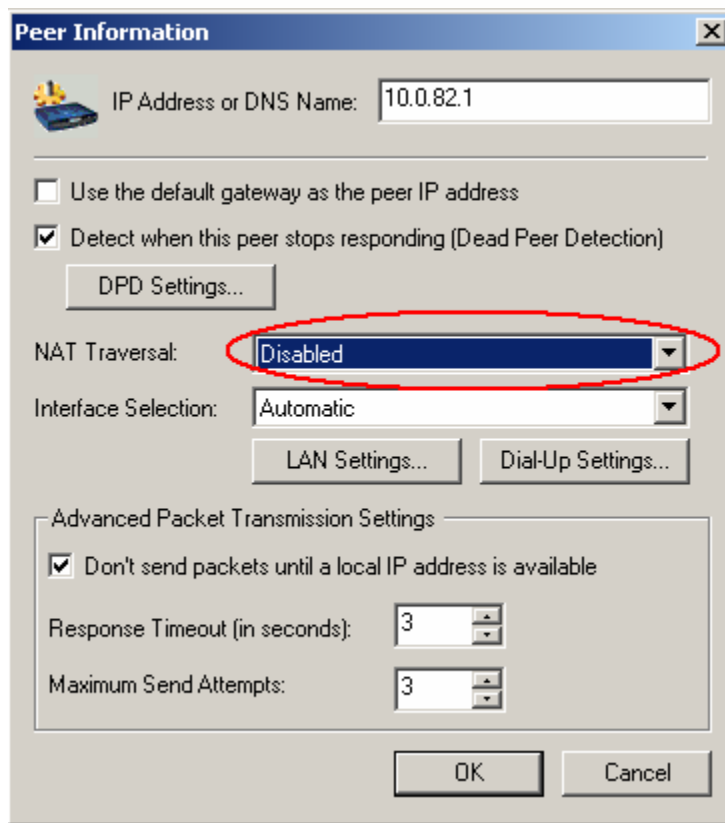 Peer Information
IP Address or DNS Name: 10.0.82.1
Use the default gateway as the peer IP address
Detect when this peer stops responding (Dead Peer Detection)
DPD Settings...
NAT Traversal: Disabled
Interface Selection: Automatic
LAN Settings... Dial-Up Settings...
Advanced Packet Transmission Settings
Don't send packets until a local IP address is available
Response Timeout (in seconds): 3
Maximum Send Attempts: 3
OK Cancel